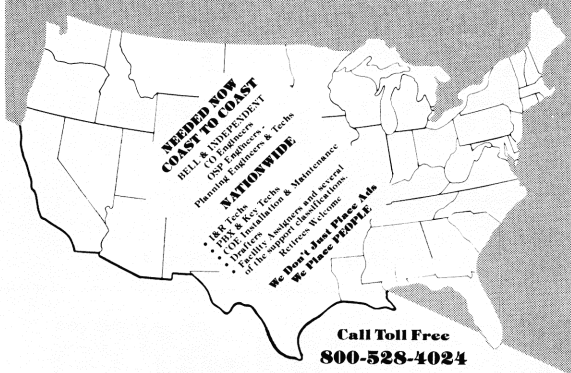 NEEDED NOW
COAST TO COAST
BELL & INDEPENDENT
CO Engineers
OSP Engineers -
Planning Engineers & Techs
NATIONWIDE
• I&R Techs
• PBX & Key Techs
• COE Installation & Maintenance
• Drafters
• Facility Assigners and several
of the support classifications
Retirees Welcome
We Don't Just Place Ads
We Place PEOPLE
Call Toll Free
800-528-4024